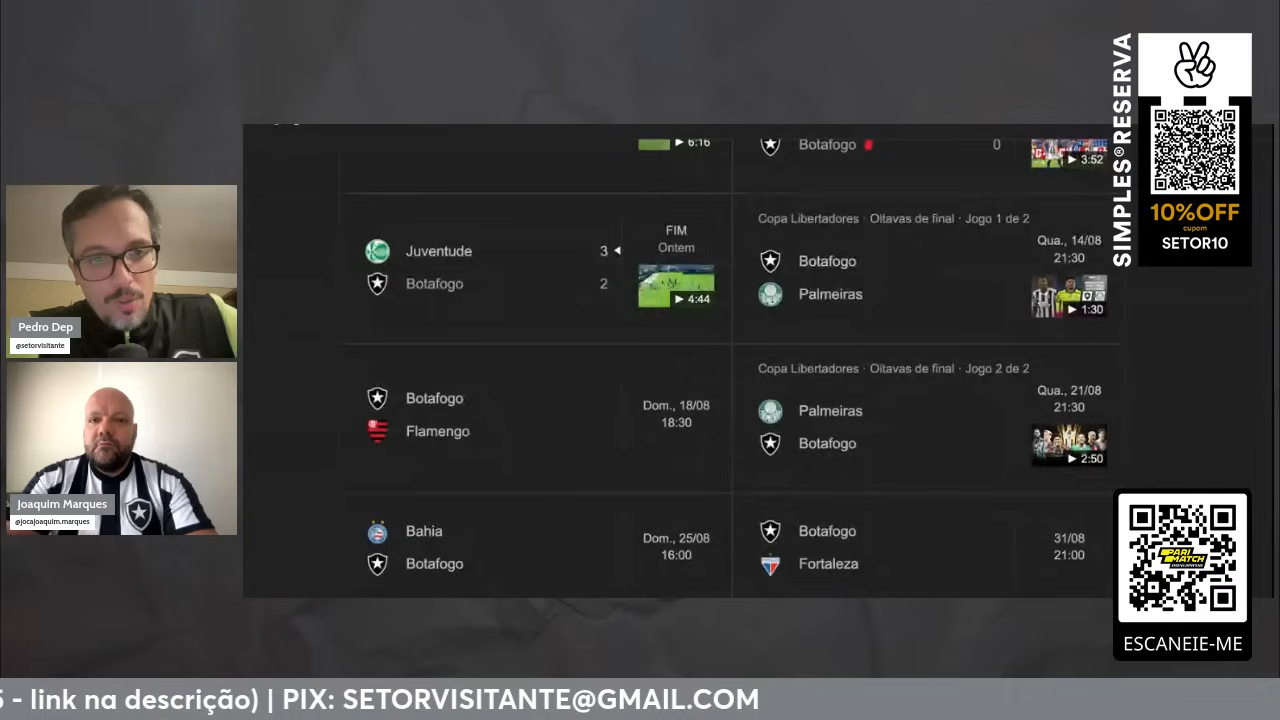 6:16
Botafogo 0
3:52
Juventude 3
Botafogo 2
FIM
Ontem
4:44
Copa Libertadores · Oitavas de final · Jogo 1 de 2
Botafogo
Palmeiras
Qua., 14/08
21:30
1:30
Botafogo
Flamengo
Dom., 18/08
18:30
Copa Libertadores · Oitavas de final · Jogo 2 de 2
Palmeiras
Botafogo
Qua., 21/08
21:30
2:50
Bahia
Botafogo
Dom., 25/08
16:00
Botafogo
Fortaleza
31/08
21:00
Pedro Dep
@setorvisitante
Joaquim Marques
@jocajoaquim.marques
SIMPLES®RESERVA
10%OFF
cupom
SETOR10
PARI
MATCH
ESCANEIE-ME
- link na descrição) | PIX: SETORVISITANTE@GMAIL.COM